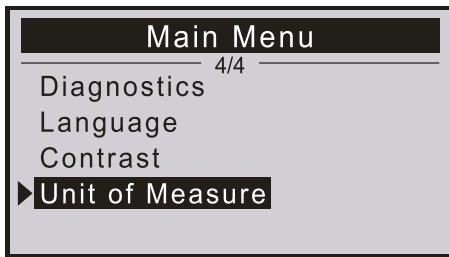 Main Menu
4/4
Diagnostics
Language
Contrast
Unit of Measure